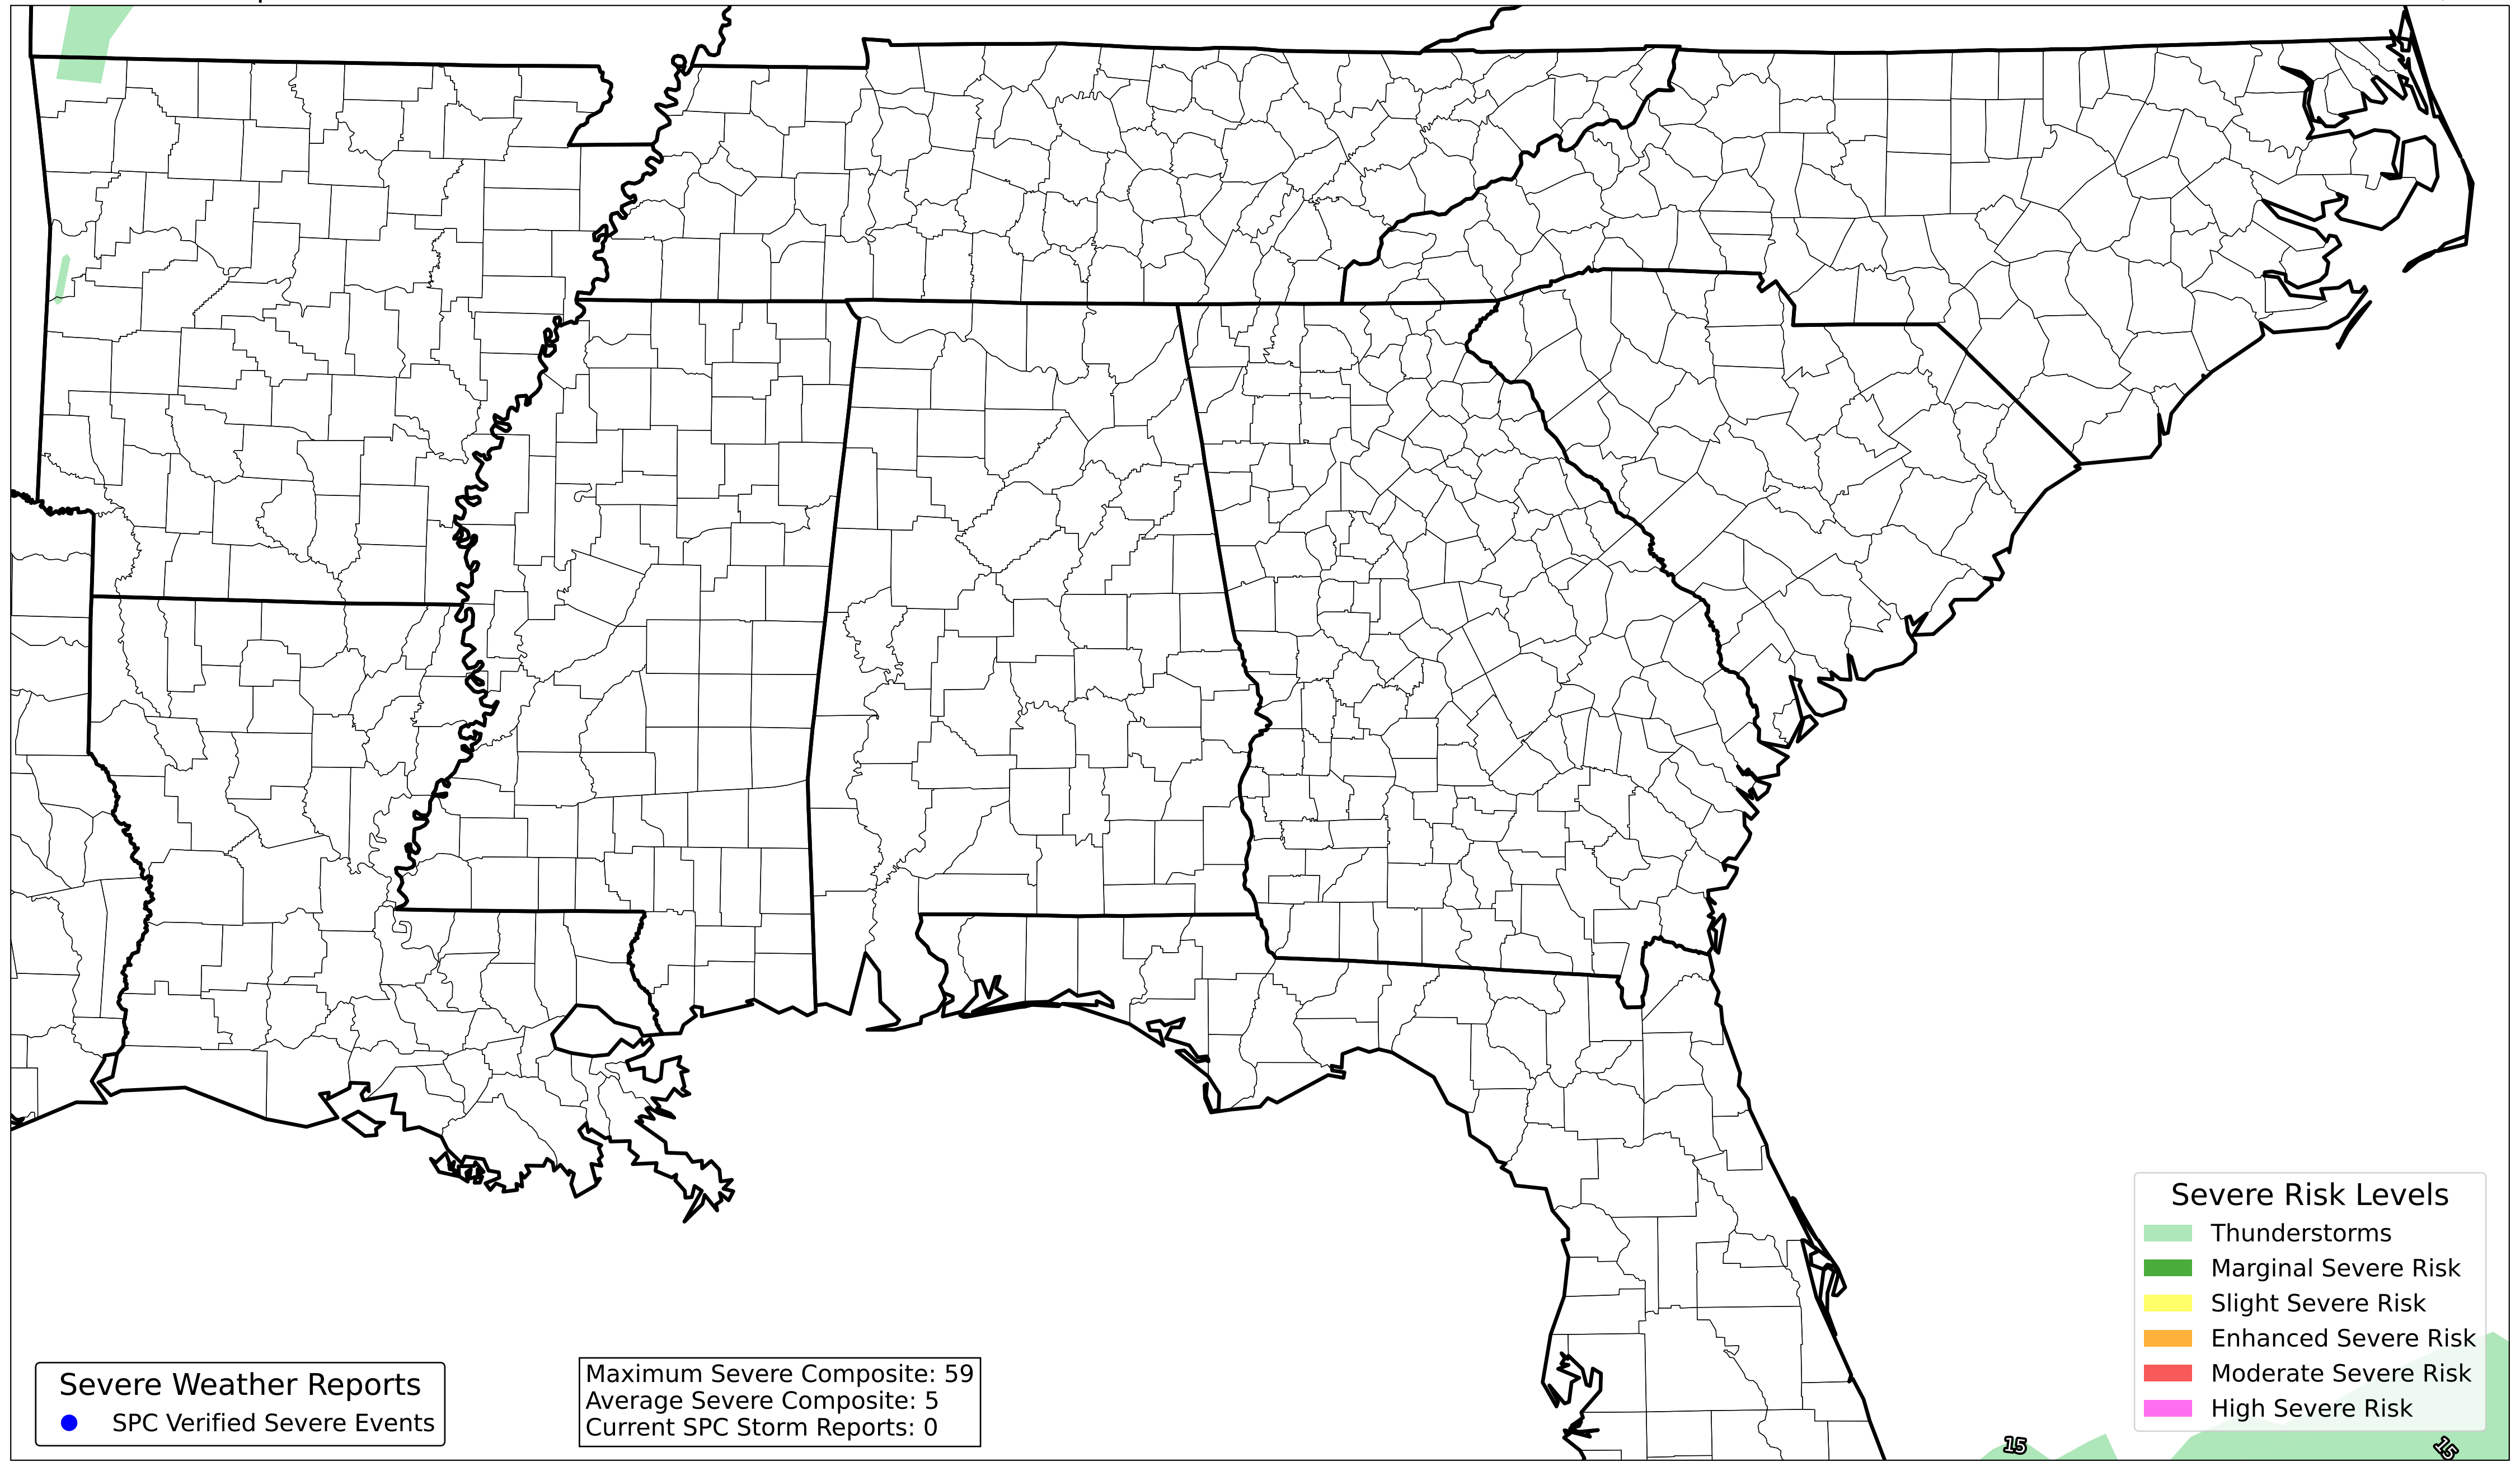 Severe Weather Reports
SPC Verified Severe Events
Maximum Severe Composite: 59
Average Severe Composite: 5
Current SPC Storm Reports: 0
Severe Risk Levels
Thunderstorms
Marginal Severe Risk
Slight Severe Risk
Enhanced Severe Risk
Moderate Severe Risk
High Severe Risk
15
15